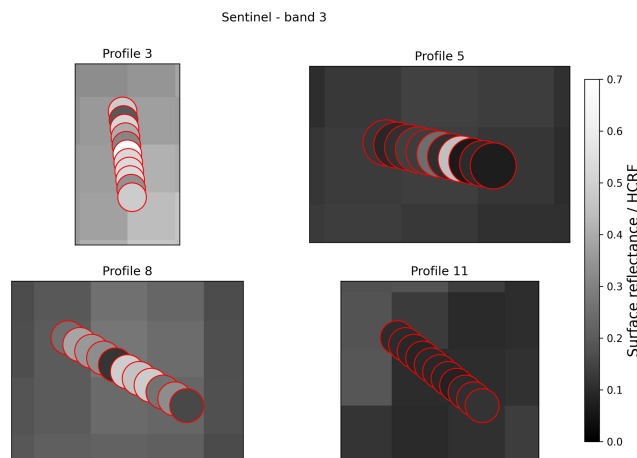 Sentinel - band 3
Profile 3
Profile 5
Profile 8
Profile 11
0.7
0.6
0.5
0.4
0.3
0.2
0.1
0.0
Surface reflectance / HCRF